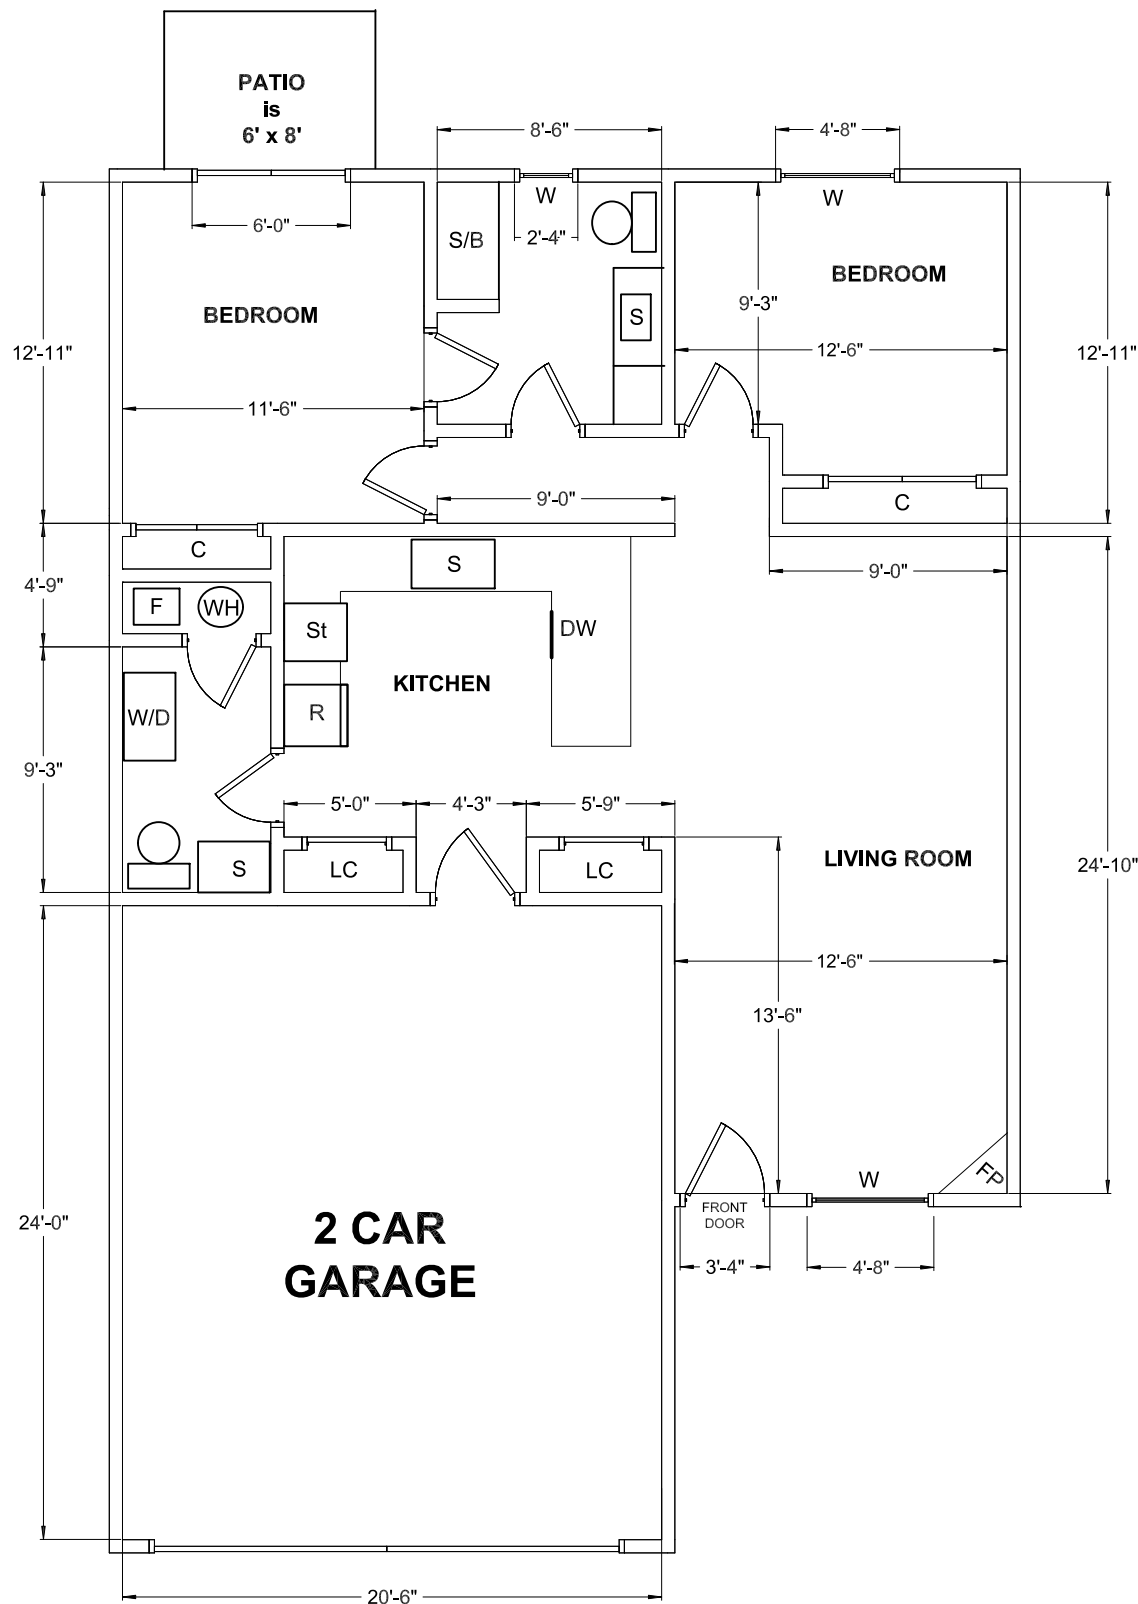 PATIO
is
6' x 8'
8'-6"
4'-8"
W
W
6'-0"
2'-4"
S/B
BEDROOM
9'-3"
BEDROOM
S
12'-11"
12'-6"
12'-11"
11'-6"
9'-0"
C
C
S
4'-9"
9'-0"
F
WH
St
DW
KITCHEN
R
W/D
9'-3"
5'-0"
4'-3"
5'-9"
LIVING ROOM
24'-10"
S
LC
LC
12'-6"
13'-6"
W
FP
FRONT
DOOR
24'-0"
2 CAR
GARAGE
3'-4"
4'-8"
20'-6"